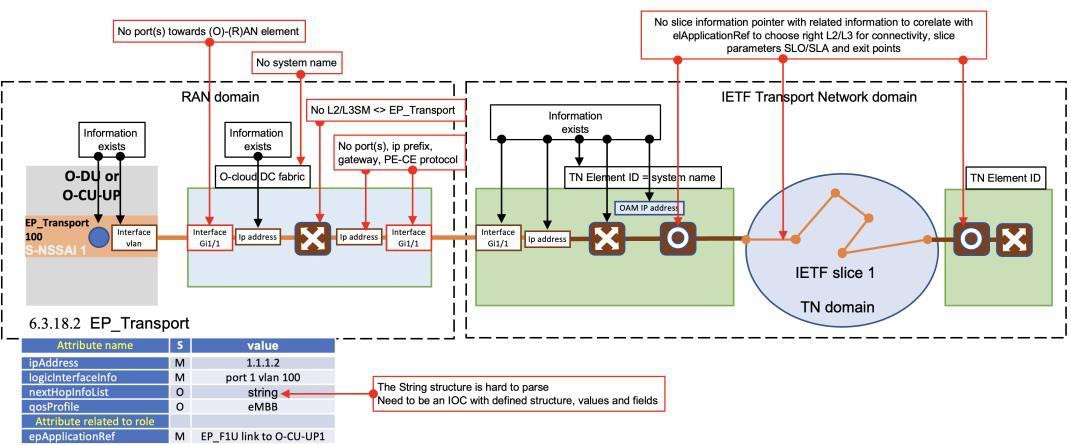 No port(s) towards (O)-(R)AN element
No slice information pointer with related information to corelate with
elApplicationRef to choose right L2/L3 for connectivity, slice
parameters SLO/SLA and exit points
No system name
RAN domain
IETF Transport Network domain
No L2/L3SM <> EP_Transport
Information
exists
Information
exists
Information
exists
No port(s), ip prefix,
gateway, PE-CE protocol
O-DU or
O-CU-UP
O-cloud DC fabric
TN Element ID = system name
TN Element ID
OAM IP address
EP_Transport
100
S-NSSAI 1
Interface
vlan
Interface
Gi1/1
Ip address
Ip address
Interface
Gi1/1
Interface
Gi1/1
Ip address
IETF slice 1
TN domain
6.3.18.2 EP_Transport
Attribute name S value
ipAddress M 1.1.1.2
logicInterfaceInfo M port 1 vlan 100
nextHopInfoList O string
qosProfile O eMBB
Attribute related to role
epApplicationRef M EP_F1U link to O-CU-UP1
The String structure is hard to parse
Need to be an IOC with defined structure, values and fields